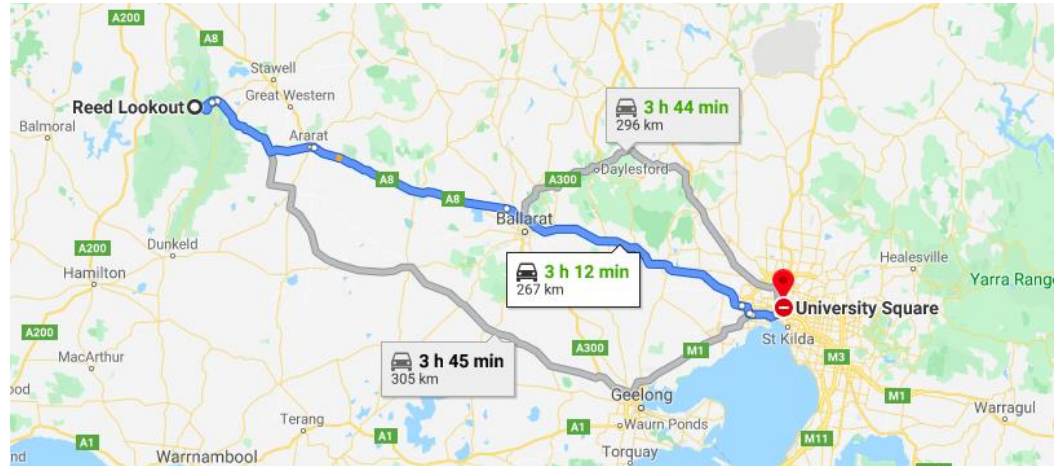 A200
A8
Stawell
Reed Lookout
Great Western
3 h 44 min
296 km
Balmoral
Ararat
Daylesford
A8
A300
A8
Ballarat
A200
Dunkeld
3 h 12 min
267 km
Healesville
Hamilton
Yarra Range
University Square
A200
St Kilda
MacArthur
3 h 45 min
305 km
A300
M1
M3
ood
Geelong
M1
Terang
Waurn Ponds
Warragul
A1
A1
M11
nd
Warrnambool
Torquay